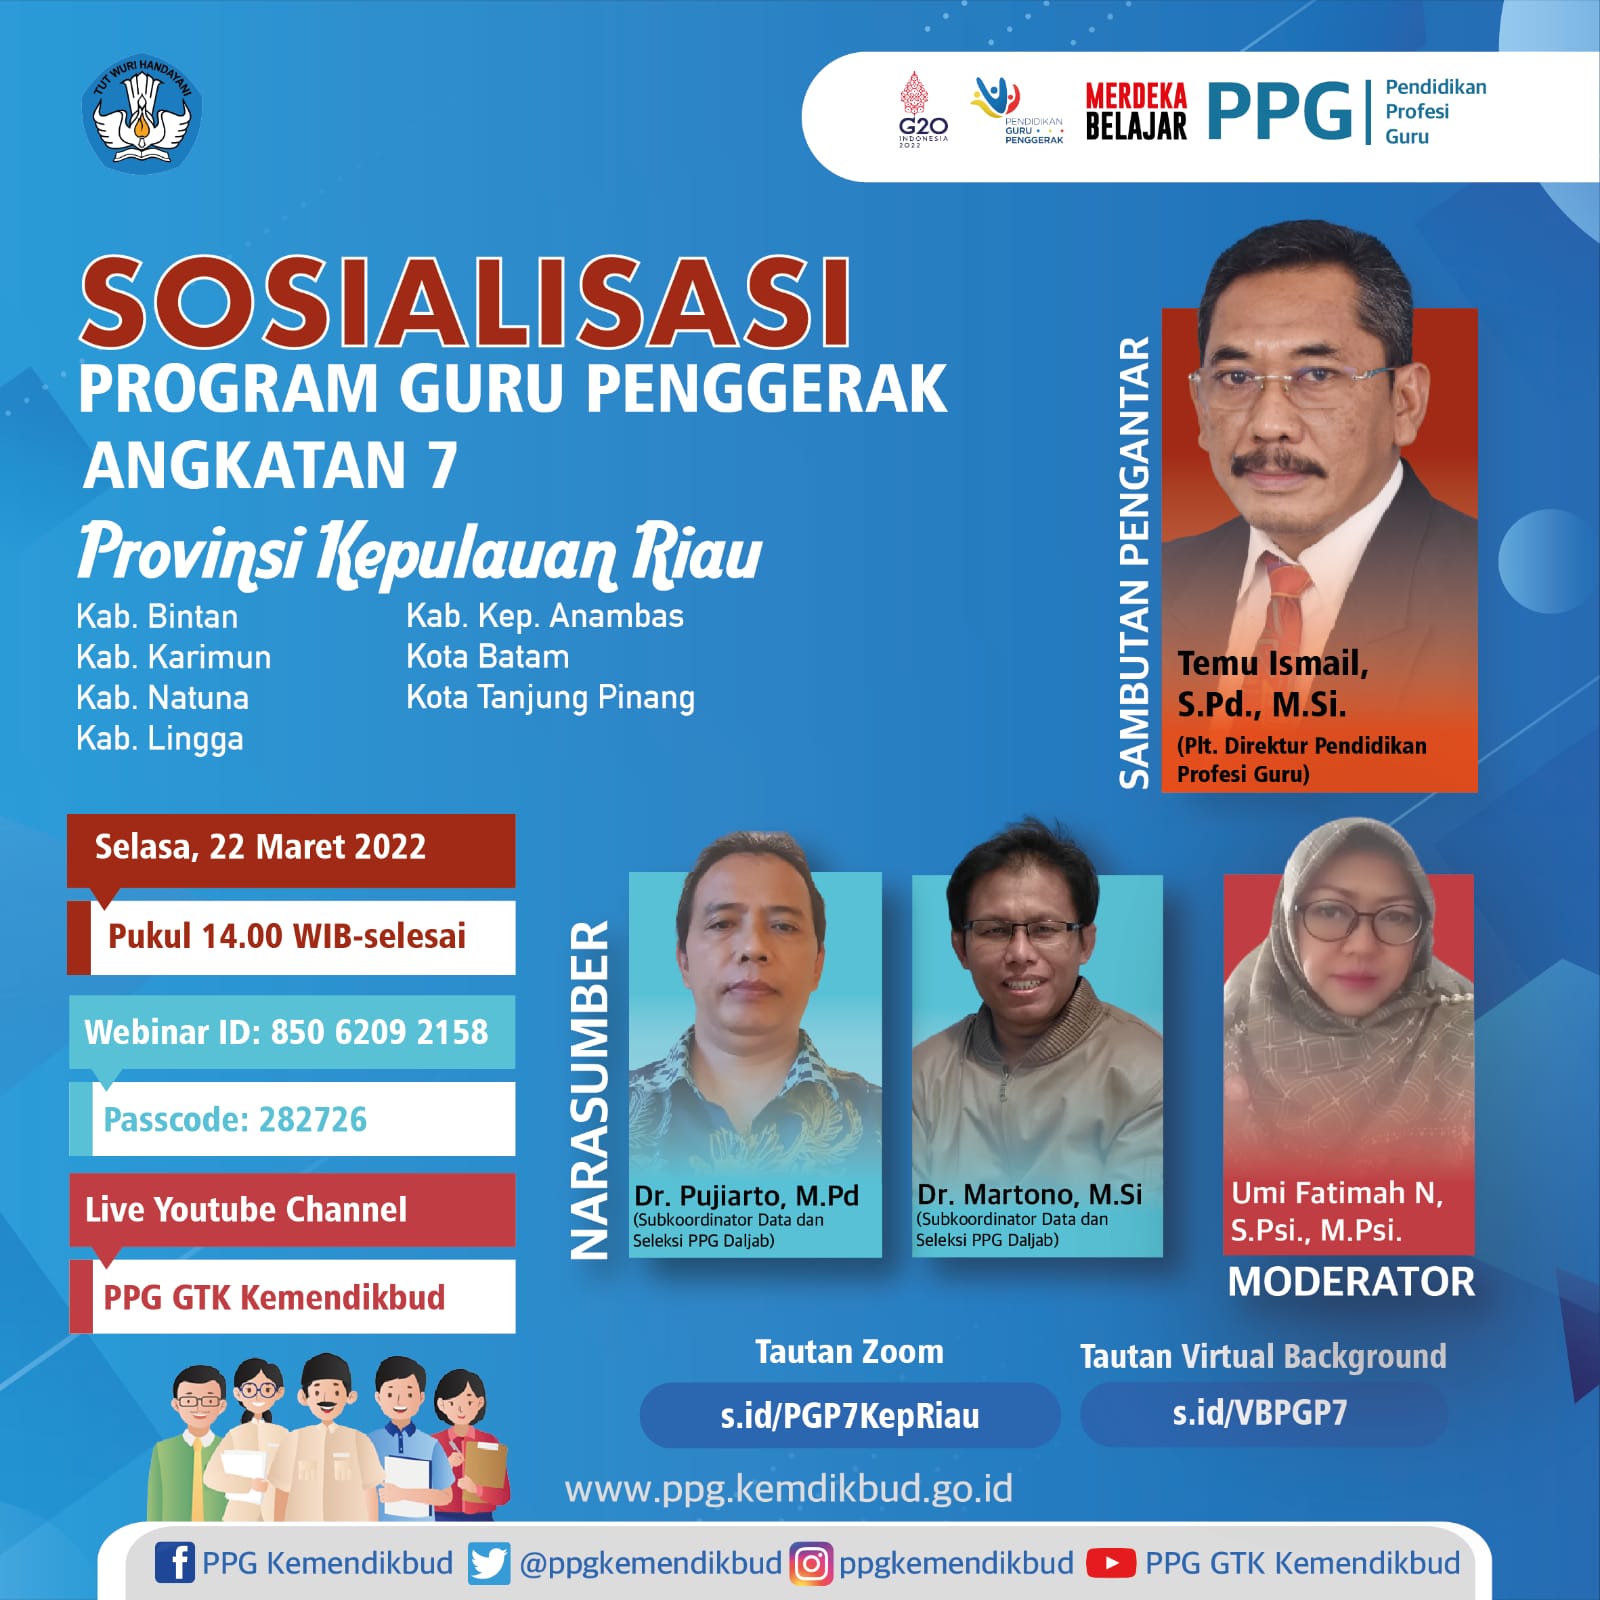 TUT WURI HANDAYANI
G20
INDONESIA
2022
PENDIDIKAN
GURU
PENGGERAK
MERDEKA
BELAJAR
PPG
Pendidikan
Profesi
Guru
SOSIALISASI
PROGRAM GURU PENGGERAK
ANGKATAN 7
Provinsi Kepulauan Riau
Kab. Bintan
Kab. Karimun
Kab. Natuna
Kab. Lingga
Kab. Kep. Anambas
Kota Batam
Kota Tanjung Pinang
SAMBUTAN PENGANTAR
Temu Ismail,
S.Pd., M.Si.
(Plt. Direktur Pendidikan
Profesi Guru)
Selasa, 22 Maret 2022
Pukul 14.00 WIB-selesai
Webinar ID: 850 6209 2158
Passcode: 282726
Live Youtube Channel
PPG GTK Kemendikbud
NARASUMBER
Dr. Pujiarto, M.Pd
(Subkoordinator Data dan
Seleksi PPG Daljab)
Dr. Martono, M.Si
(Subkoordinator Data dan
Seleksi PPG Daljab)
Umi Fatimah N,
S.Psi., M.Psi.
MODERATOR
Tautan Zoom
s.id/PGP7KepRiau
Tautan Virtual Background
s.id/VBPGP7
www.ppg.kemdikbud.go.id
PPG Kemendikbud
@ppgkemendikbud
ppgkemendikbud
PPG GTK Kemendikbud